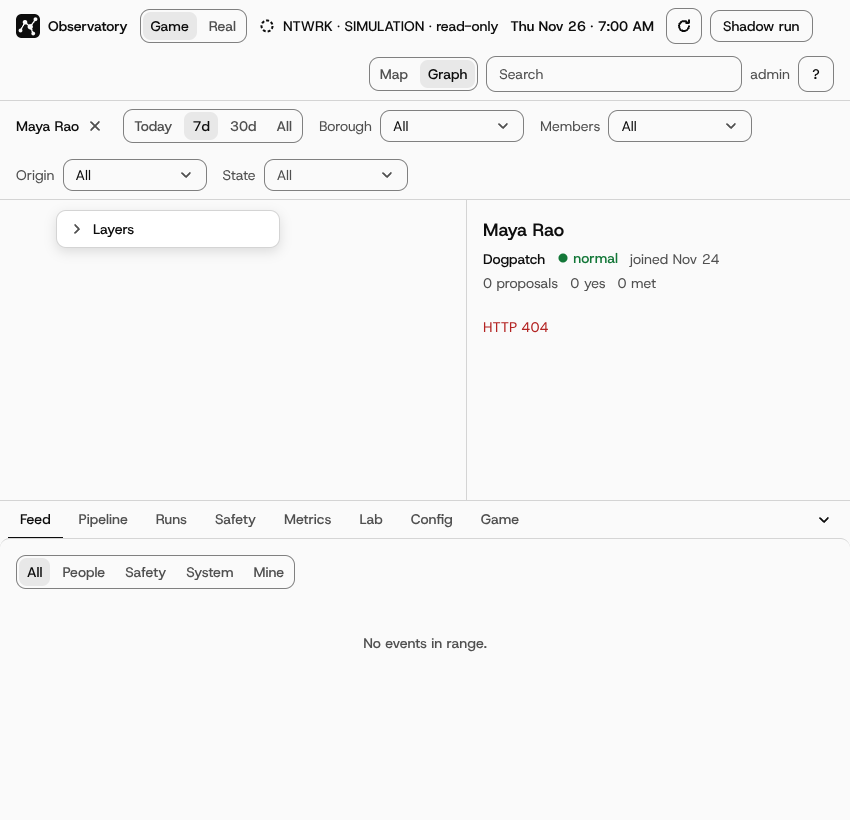 Observatory Game Real NTWRK · SIMULATION · read-only Thu Nov 26 · 7:00 AM Shadow run
Map Graph Search admin ?
Maya Rao Today 7d 30d All Borough All Members All
Origin All State All
Layers
Maya Rao
Dogpatch normal joined Nov 24
0 proposals 0 yes 0 met
HTTP 404
Feed Pipeline Runs Safety Metrics Lab Config Game
All People Safety System Mine
No events in range.